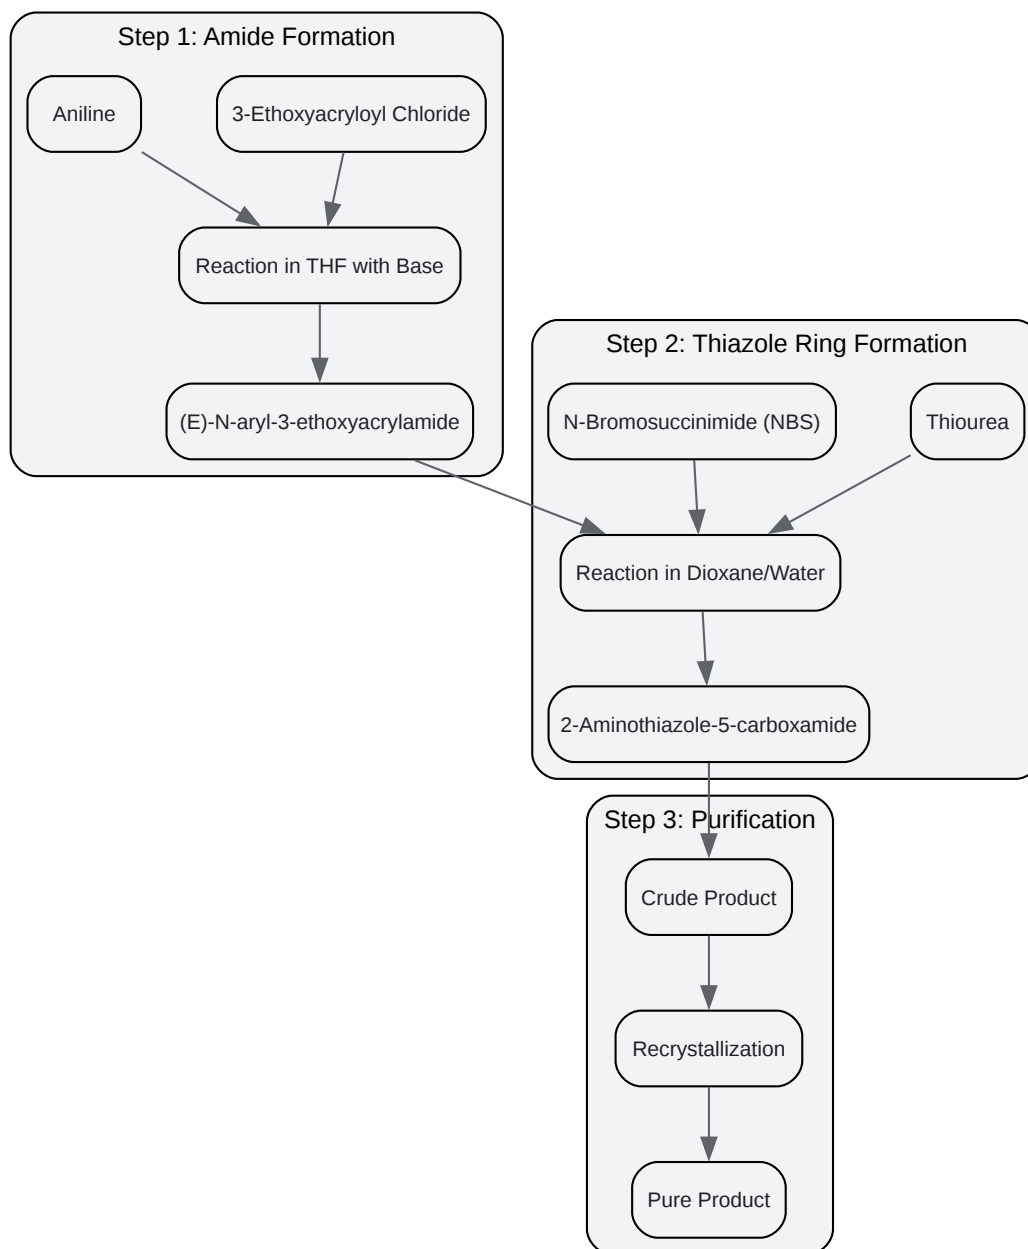 Step 1: Amide Formation
Aniline
3-Ethoxyacryloyl Chloride
Reaction in THF with Base
(E)-N-aryl-3-ethoxyacrylamide
Step 2: Thiazole Ring Formation
N-Bromosuccinimide (NBS)
Thiourea
Reaction in Dioxane/Water
2-Aminothiazole-5-carboxamide
Step 3: Purification
Crude Product
Recrystallization
Pure Product